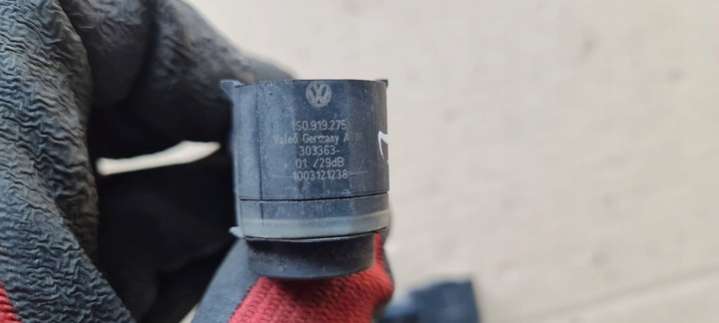 1S0.919.275
Valeo Germany A
303363-
01 /29dB
1003121238